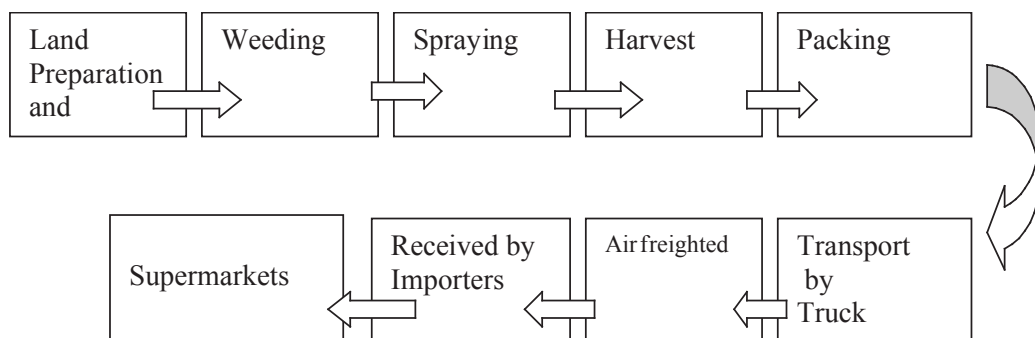 Land
Preparation
and
Weeding
Spraying
Harvest
Packing
Transport
by
Truck
Air freighted
Received by
Importers
Supermarkets